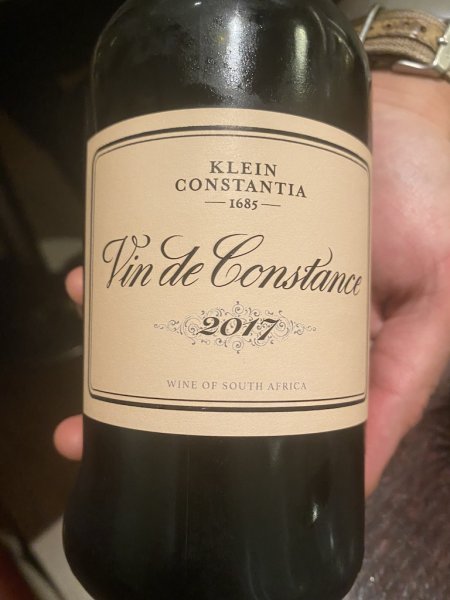 KLEIN
CONSTANTIA
1685
Vin de Constance
2017
WINE OF SOUTH AFRICA